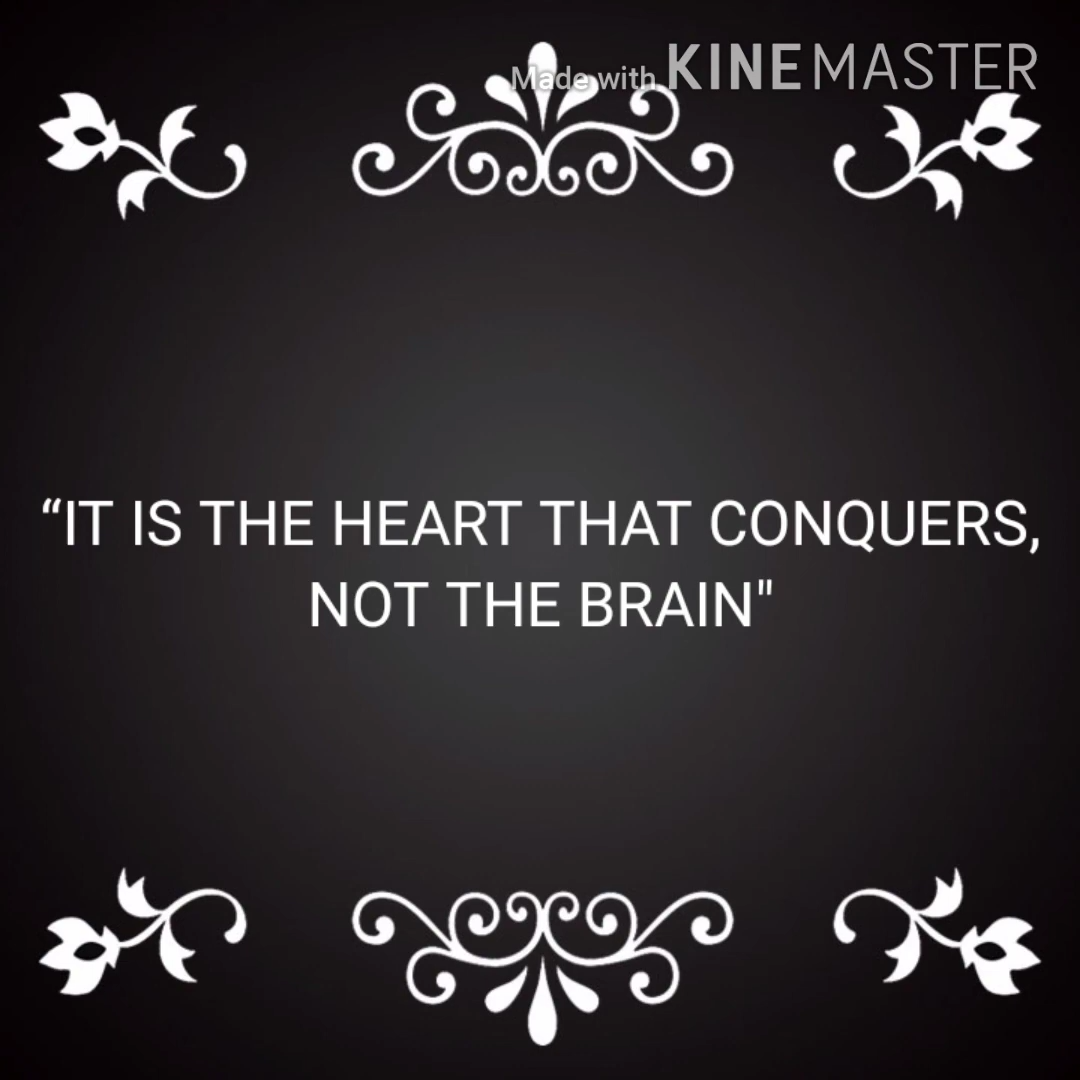 Made with KINEMASTER
“IT IS THE HEART THAT CONQUERS,
NOT THE BRAIN"